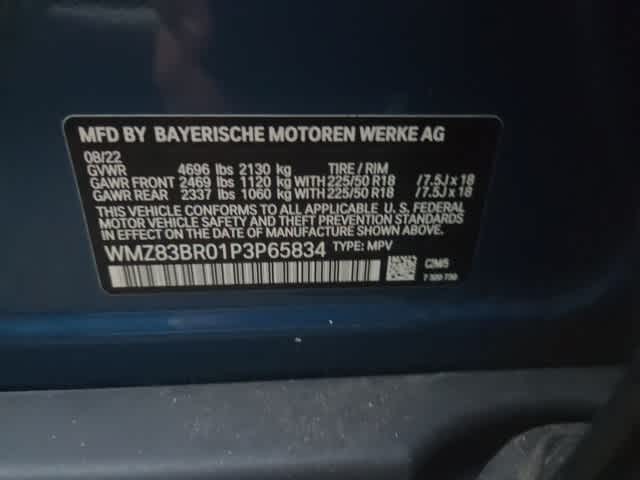 MFD BY BAYERISCHE MOTOREN WERKE AG
08/22
GVWR 4696 lbs 2130 kg TIRE / RIM
GAWR FRONT 2469 lbs 1120 kg WITH 225/50 R18 /7.5J x 18
GAWR REAR 2337 lbs 1060 kg WITH 225/50 R18 /7.5J x 18
THIS VEHICLE CONFORMS TO ALL APPLICABLE U. S. FEDERAL
MOTOR VEHICLE SAFETY AND THEFT PREVENTION STANDARDS
IN EFFECT ON THE DATE OF MANUFACTURE SHOWN ABOVE.
WMZ83BR01P3P65834 TYPE: MPV